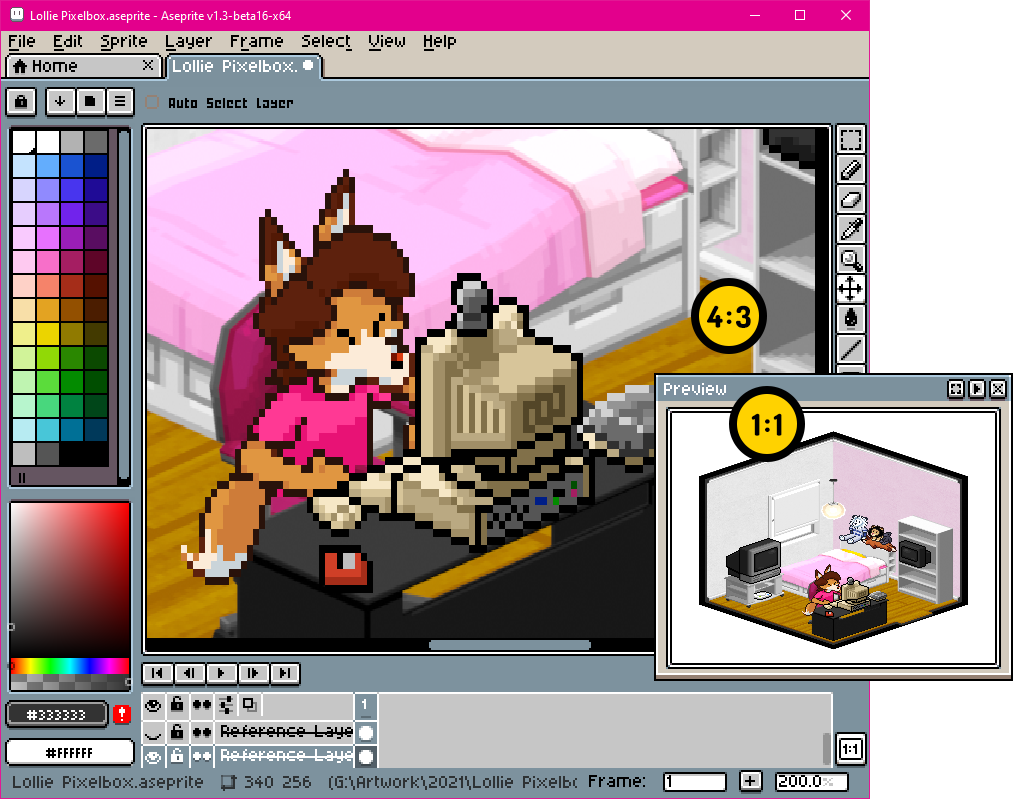 Lollie Pixelbox.aseprite - Aseprite v1.3-beta16-x64
File Edit Sprite Layer Frame Select View Help
Home
Lollie Pixelbox.
Auto Select Layer
4:3
Preview
1:1
#333333
#FFFFFF
1
Reference Laye
Reference Laye
1:1
Lollie Pixelbox.aseprite 340 256 (G:\Artwork\2021\Lollie Pixelbo Frame: 1 + 200.0%